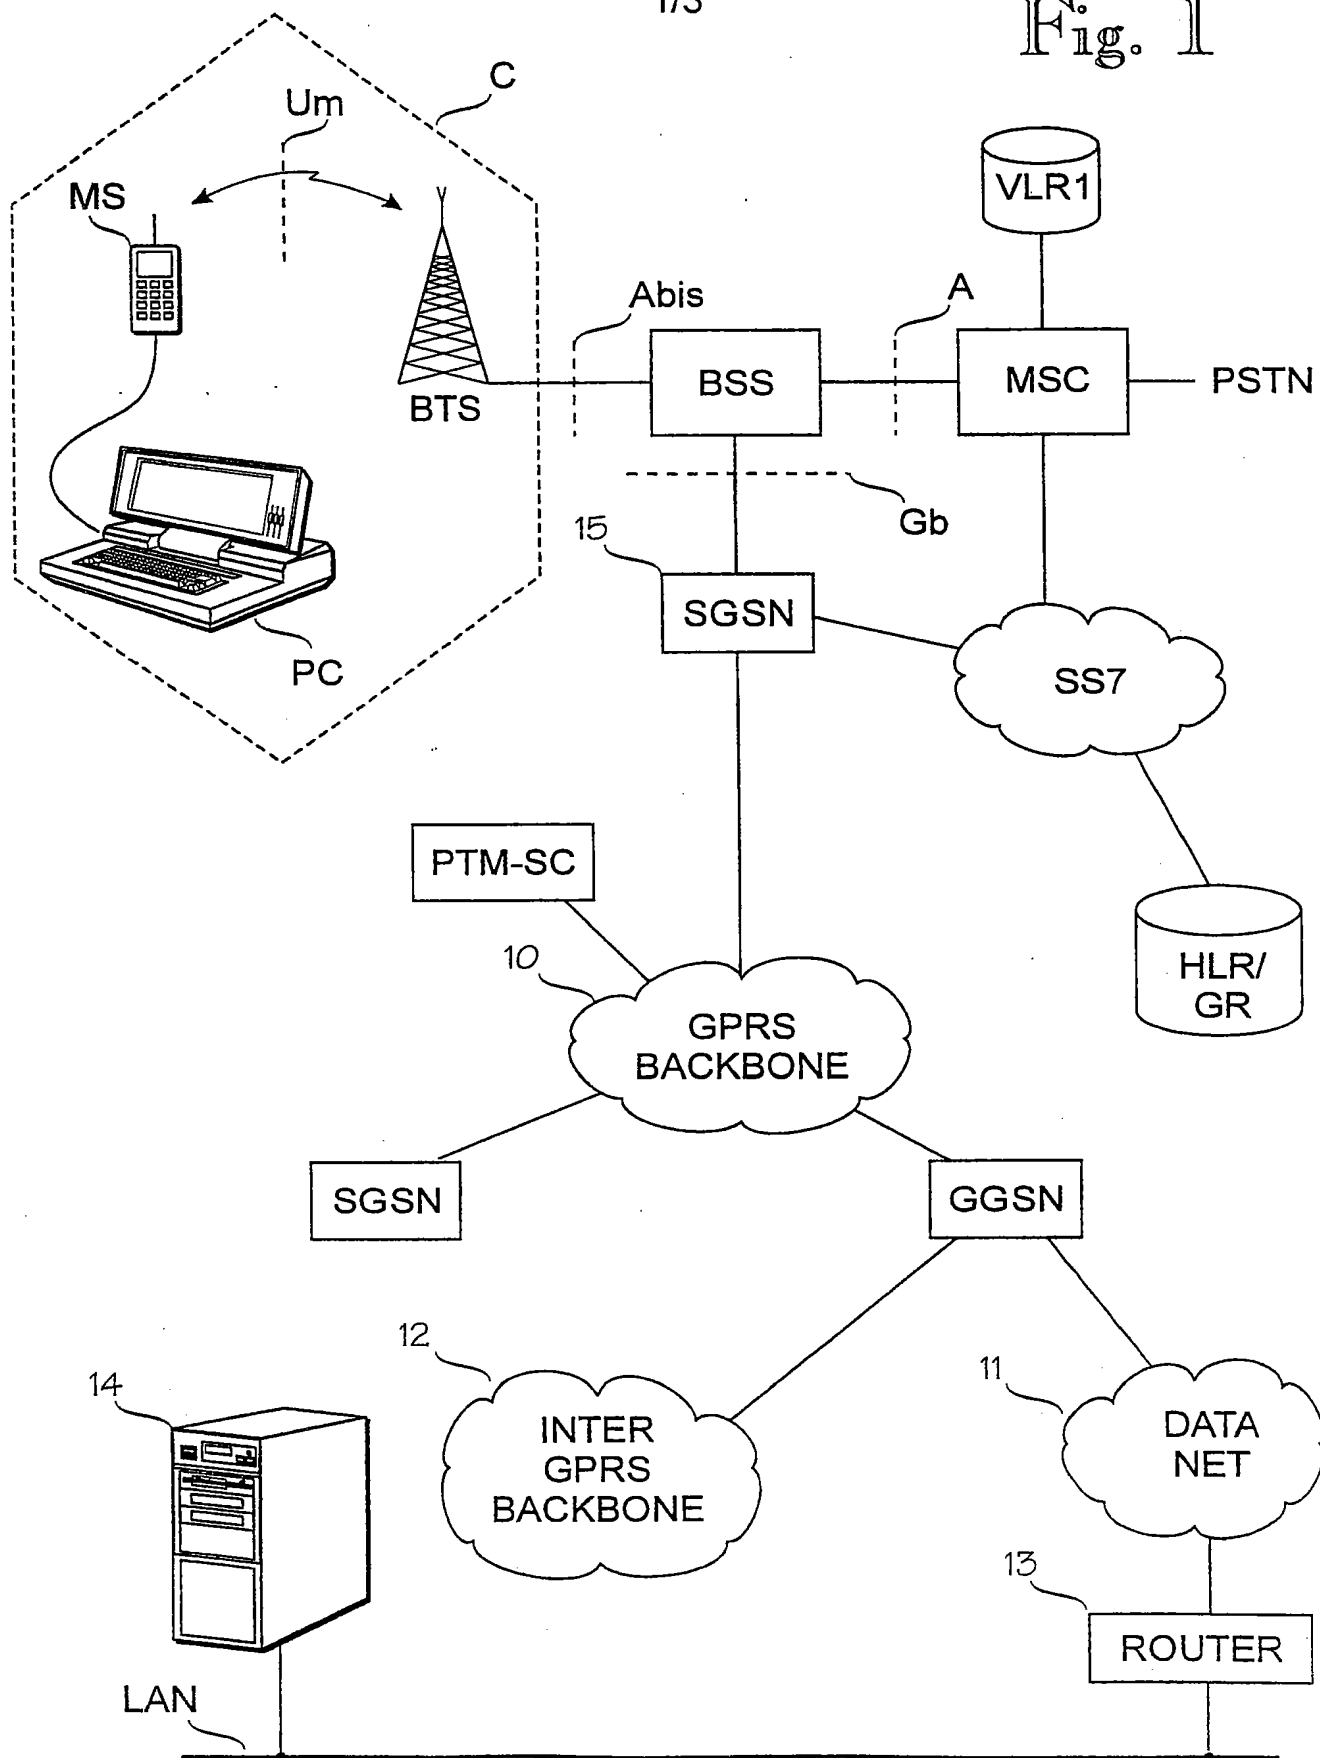 1/3
Fig. 1
C
Um
MS
VLR1
Abis
A
BTS
BSS
MSC
PSTN
Gb
15
SGSN
PC
SS7
PTM-SC
10
GPRS
BACKBONE
HLR/
GR
SGSN
GGSN
12
11
14
INTER
GPRS
BACKBONE
DATA
NET
13
ROUTER
LAN